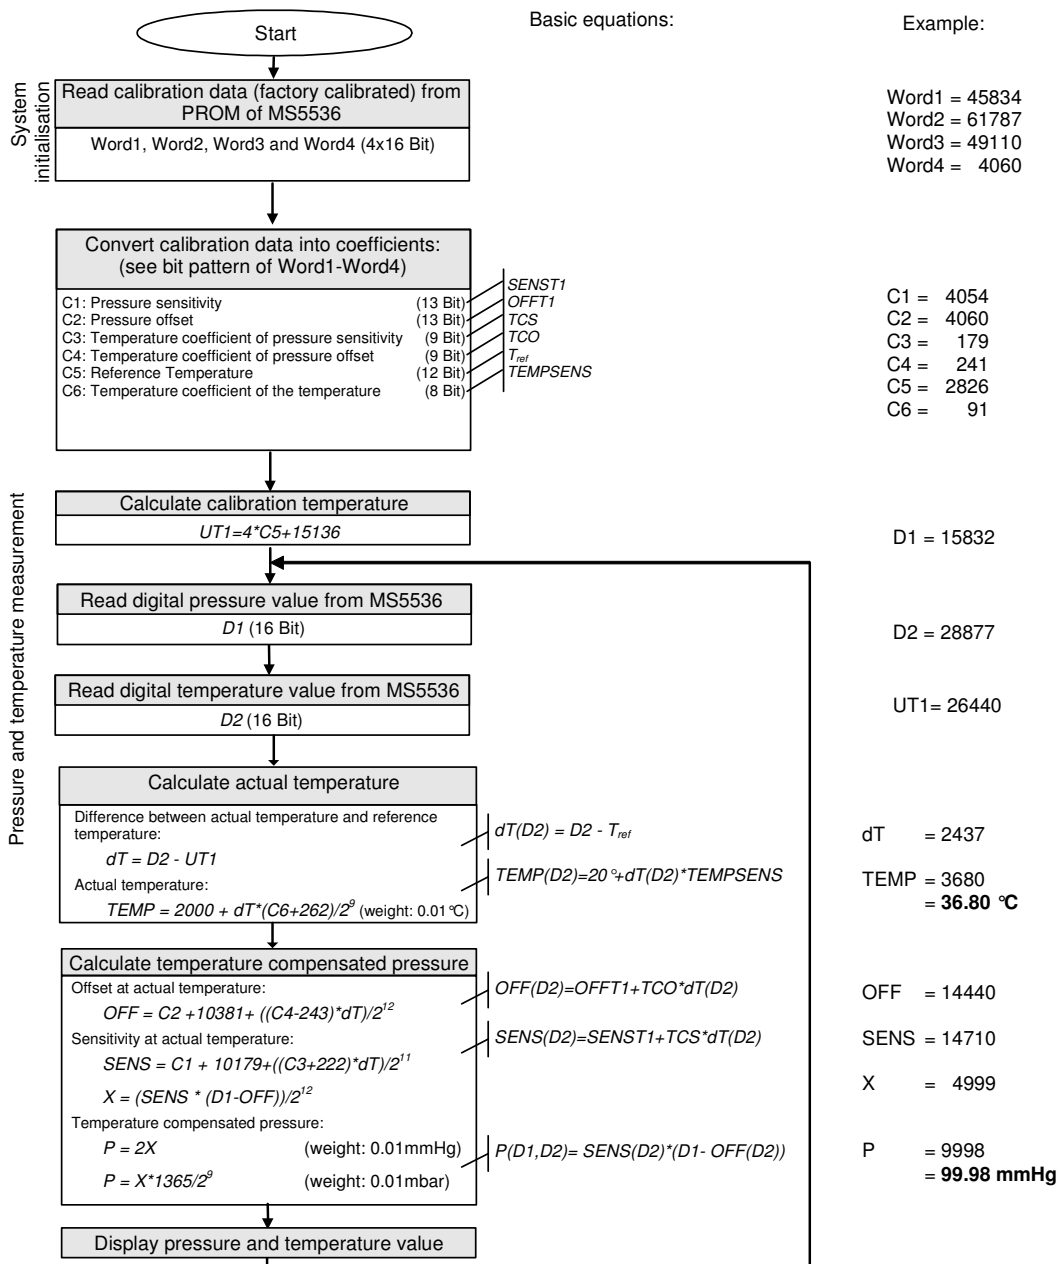 Basic equations:
Example:
Start
System initialisation
Read calibration data (factory calibrated) from
PROM of MS5536
Word1, Word2, Word3 and Word4 (4x16 Bit)
Word1 = 45834
Word2 = 61787
Word3 = 49110
Word4 = 4060
Convert calibration data into coefficients:
(see bit pattern of Word1-Word4)
C1: Pressure sensitivity (13 Bit) SENST1
C2: Pressure offset (13 Bit) OFFT1
C3: Temperature coefficient of pressure sensitivity (9 Bit) TCS
C4: Temperature coefficient of pressure offset (9 Bit) TCO
C5: Reference Temperature (12 Bit) Tref
C6: Temperature coefficient of the temperature (8 Bit) TEMPSENS
C1 = 4054
C2 = 4060
C3 = 179
C4 = 241
C5 = 2826
C6 = 91
Pressure and temperature measurement
Calculate calibration temperature
UT1=4*C5+15136
D1 = 15832
Read digital pressure value from MS5536
D1 (16 Bit)
D2 = 28877
Read digital temperature value from MS5536
D2 (16 Bit)
UT1= 26440
Calculate actual temperature
Difference between actual temperature and reference
temperature:
dT = D2 - UT1
dT(D2) = D2 - Tref
dT = 2437
Actual temperature:
TEMP = 2000 + dT*(C6+262)/2⁹ (weight: 0.01°C)
TEMP(D2)=20°+dT(D2)*TEMPSENS
TEMP = 3680
= 36.80 °C
Calculate temperature compensated pressure
Offset at actual temperature:
OFF = C2 +10381+ ((C4-243)*dT)/2¹²
OFF(D2)=OFFT1+TCO*dT(D2)
OFF = 14440
Sensitivity at actual temperature:
SENS = C1 + 10179+((C3+222)*dT)/2¹¹
SENS(D2)=SENST1+TCS*dT(D2)
SENS = 14710
X = (SENS * (D1-OFF))/2¹²
X = 4999
Temperature compensated pressure:
P = 2X (weight: 0.01mmHg)
P = X*1365/2⁹ (weight: 0.01mbar)
P(D1,D2)= SENS(D2)*(D1- OFF(D2))
P = 9998
= 99.98 mmHg
Display pressure and temperature value